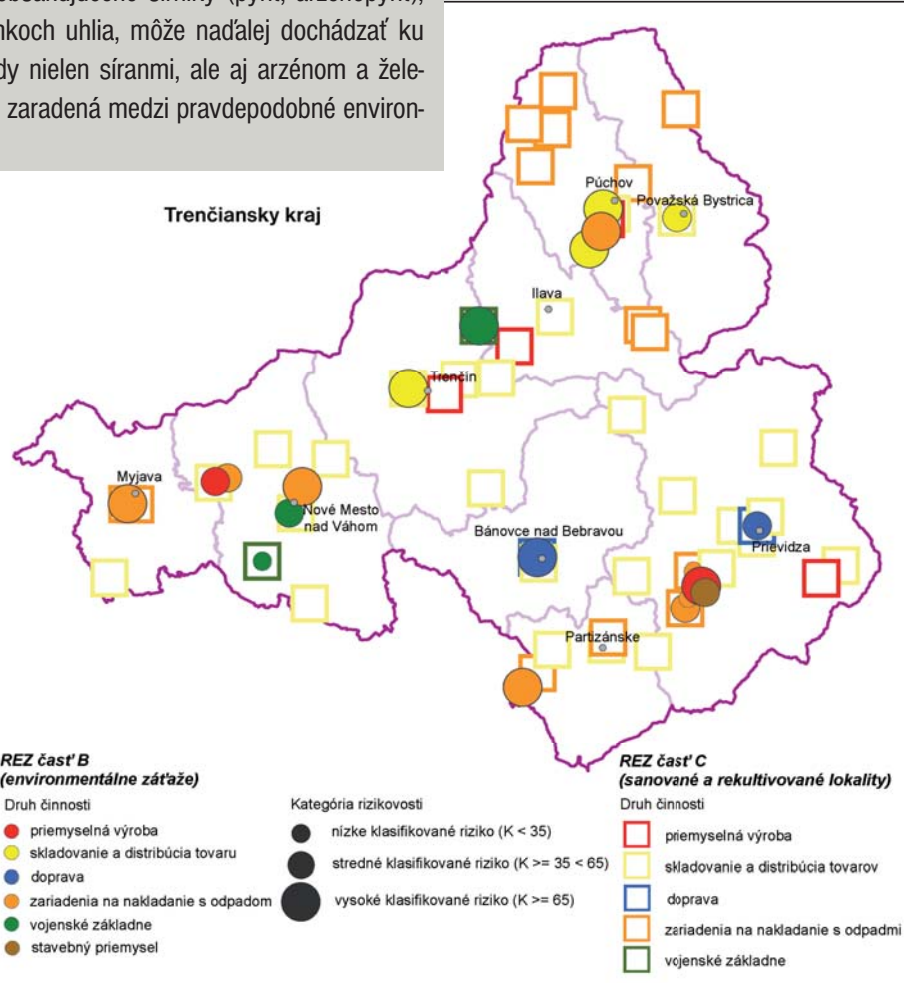 obsahujúcoce sírniky (pyrit, arzenopyrit),
nkoch uhlia, môže naďalej dochádzať ku
dy nielen síranmi, ale aj arzénom a žele-
zaradená medzi pravdepodobné environ-
Trenčiansky kraj
Púchov
Považská Bystrica
Ilava
Trenčín
Myjava
Nové Mesto
nad Váhom
Bánovce nad Bebravou
Prievidza
Partizánske
REZ časť B
(environmentálne záťaže)
Druh činnosti
priemyselná výroba
skladovanie a distribúcia tovaru
doprava
zariadenia na nakladanie s odpadom
vojenské základne
stavebný priemysel
Kategória rizikovosti
nízke klasifikované riziko (K < 35)
stredné klasifikované riziko (K >= 35 < 65)
vysoké klasifikované riziko (K >= 65)
REZ časť C
(sanované a rekultivované lokality)
Druh činnosti
priemyselná výroba
skladovanie a distribúcia tovarov
doprava
zariadenia na nakladanie s odpadmi
vojenské základne